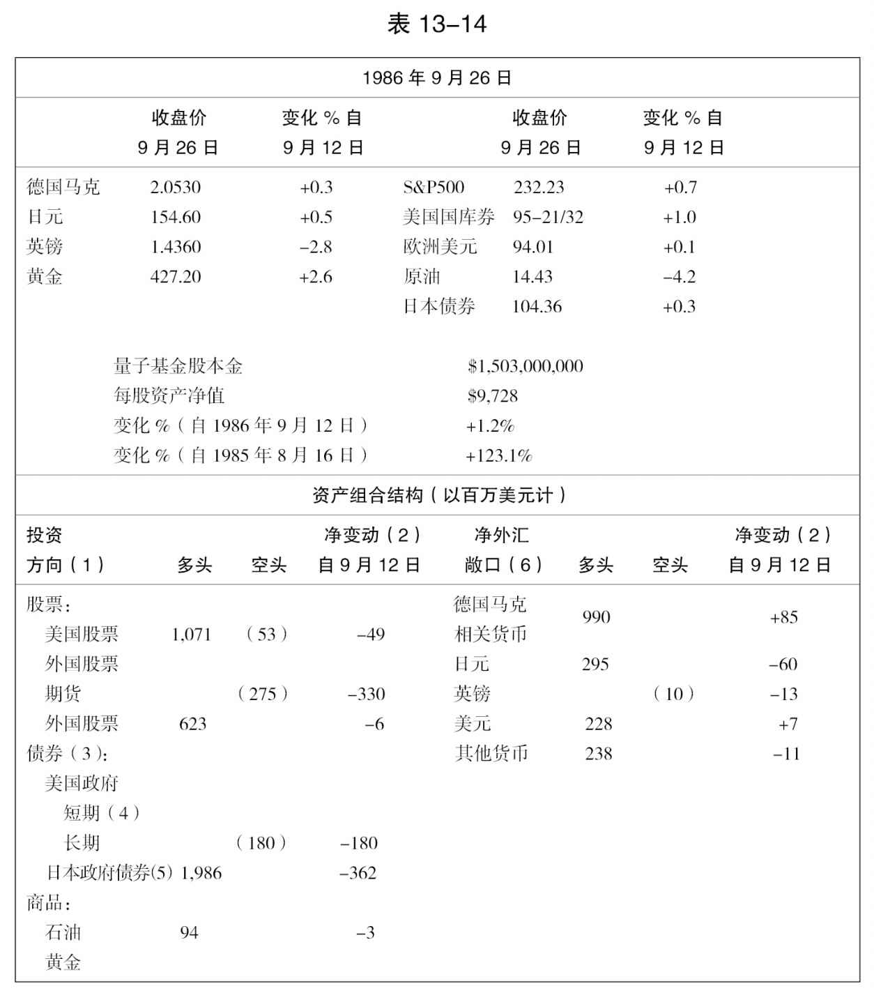 表 13–14
1986 年 9 月 26 日
收盘价 变化 % 自 收盘价 变化 % 自
9 月 26 日 9 月 12 日 9 月 26 日 9 月 12 日
德国马克 2.0530 +0.3 S&P500 232.23 +0.7
日元 154.60 +0.5 美国国库券 95–21/32 +1.0
英镑 1.4360 –2.8 欧洲美元 94.01 +0.1
黄金 427.20 +2.6 原油 14.43 –4.2
日本债券 104.36 +0.3
量子基金股本金 $1,503,000,000
每股资产净值 $9,728
变化 %（自 1986 年 9 月 12 日） +1.2%
变化 %（自 1985 年 8 月 16 日） +123.1%
资产组合结构（以百万美元计）
投资 净变动（2） 净外汇 净变动（2）
方向（1） 多头 空头 自 9 月 12 日 敞口（6） 多头 空头 自 9 月 12 日
股票： 德国马克
990 +85
美国股票 1,071 （53） –49 相关货币
外国股票 日元 295 –60
期货 （275） –330 英镑 （10） –13
外国股票 623 –6 美元 228 +7
债券（3）： 其他货币 238 –11
美国政府
短期（4）
长期 （180） –180
日本政府债券(5) 1,986 –362
商品：
石油 94 –3
黄金